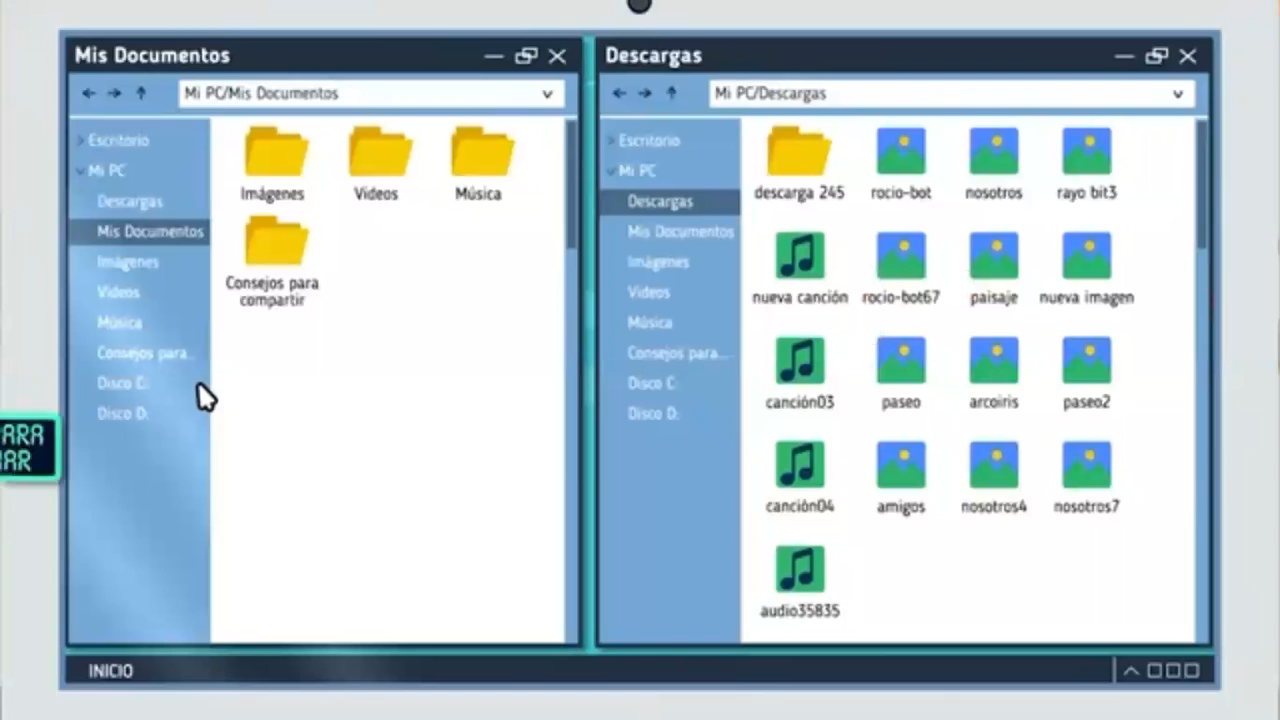 Mis Documentos
Mi PC/Mis Documentos
Escritorio
Mi PC
Descargas
Mis Documentos
Imágenes
Videos
Música
Consejos para...
Disco C:
Disco D:
Imágenes
Videos
Música
Consejos para
compartir
Descargas
Mi PC/Descargas
Escritorio
Mi PC
Descargas
Mis Documentos
Imágenes
Videos
Música
Consejos para...
Disco C:
Disco D:
descarga 245
rocio-bot
nosotros
rayo bit3
nueva canción
rocio-bot67
paisaje
nueva imagen
canción03
paseo
arcoiris
paseo2
canción04
amigos
nosotros4
nosotros7
audio35835
INICIO